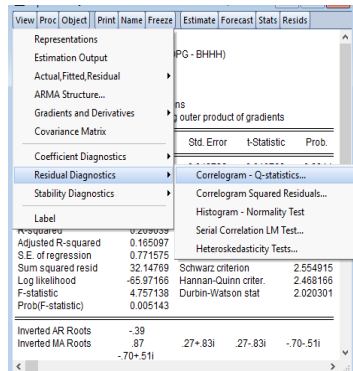 View Proc Object Print Name Freeze Estimate Forecast Stats Resids
Representations
Estimation Output
Actual,Fitted,Residual
ARMA Structure...
Gradients and Derivatives
Covariance Matrix
Coefficient Diagnostics
Residual Diagnostics
Stability Diagnostics
Label
PG - BHHH)
ns
outer product of gradients
Std. Error t-Statistic Prob.
Correlogram - Q-statistics...
Correlogram Squared Residuals...
Histogram - Normality Test
Serial Correlation LM Test...
Heteroskedasticity Tests...
R-squared 0.209039
Adjusted R-squared 0.165097
S.E. of regression 0.771575
Sum squared resid 32.14769 Schwarz criterion 2.554915
Log likelihood -65.97166 Hannan-Quinn criter. 2.468166
F-statistic 4.757138 Durbin-Watson stat 2.020301
Prob(F-statistic) 0.005143
Inverted AR Roots -.39
Inverted MA Roots .87 .27+.83i .27-.83i -.70-.51i
-.70+.51i